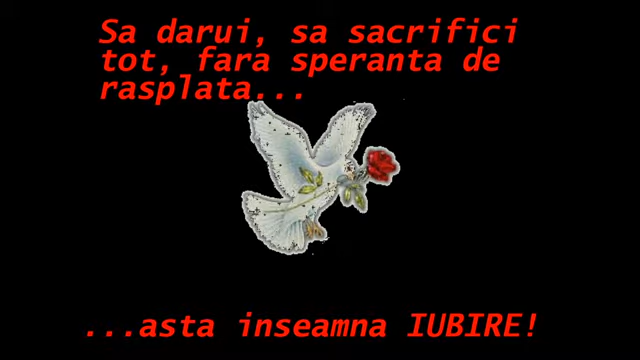 Sa darui, sa sacrifici
tot, fara speranta de
rasplata...
...asta inseamna IUBIRE!